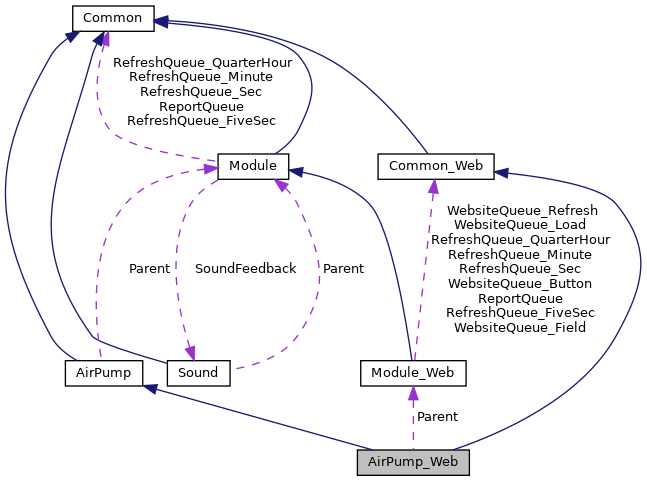 Common
RefreshQueue_QuarterHour
RefreshQueue_Minute
RefreshQueue_Sec
ReportQueue
RefreshQueue_FiveSec
Module
Common_Web
WebsiteQueue_Refresh
WebsiteQueue_Load
RefreshQueue_QuarterHour
RefreshQueue_Minute
RefreshQueue_Sec
WebsiteQueue_Button
ReportQueue
RefreshQueue_FiveSec
WebsiteQueue_Field
Parent
SoundFeedback
Parent
AirPump
Sound
Module_Web
Parent
AirPump_Web